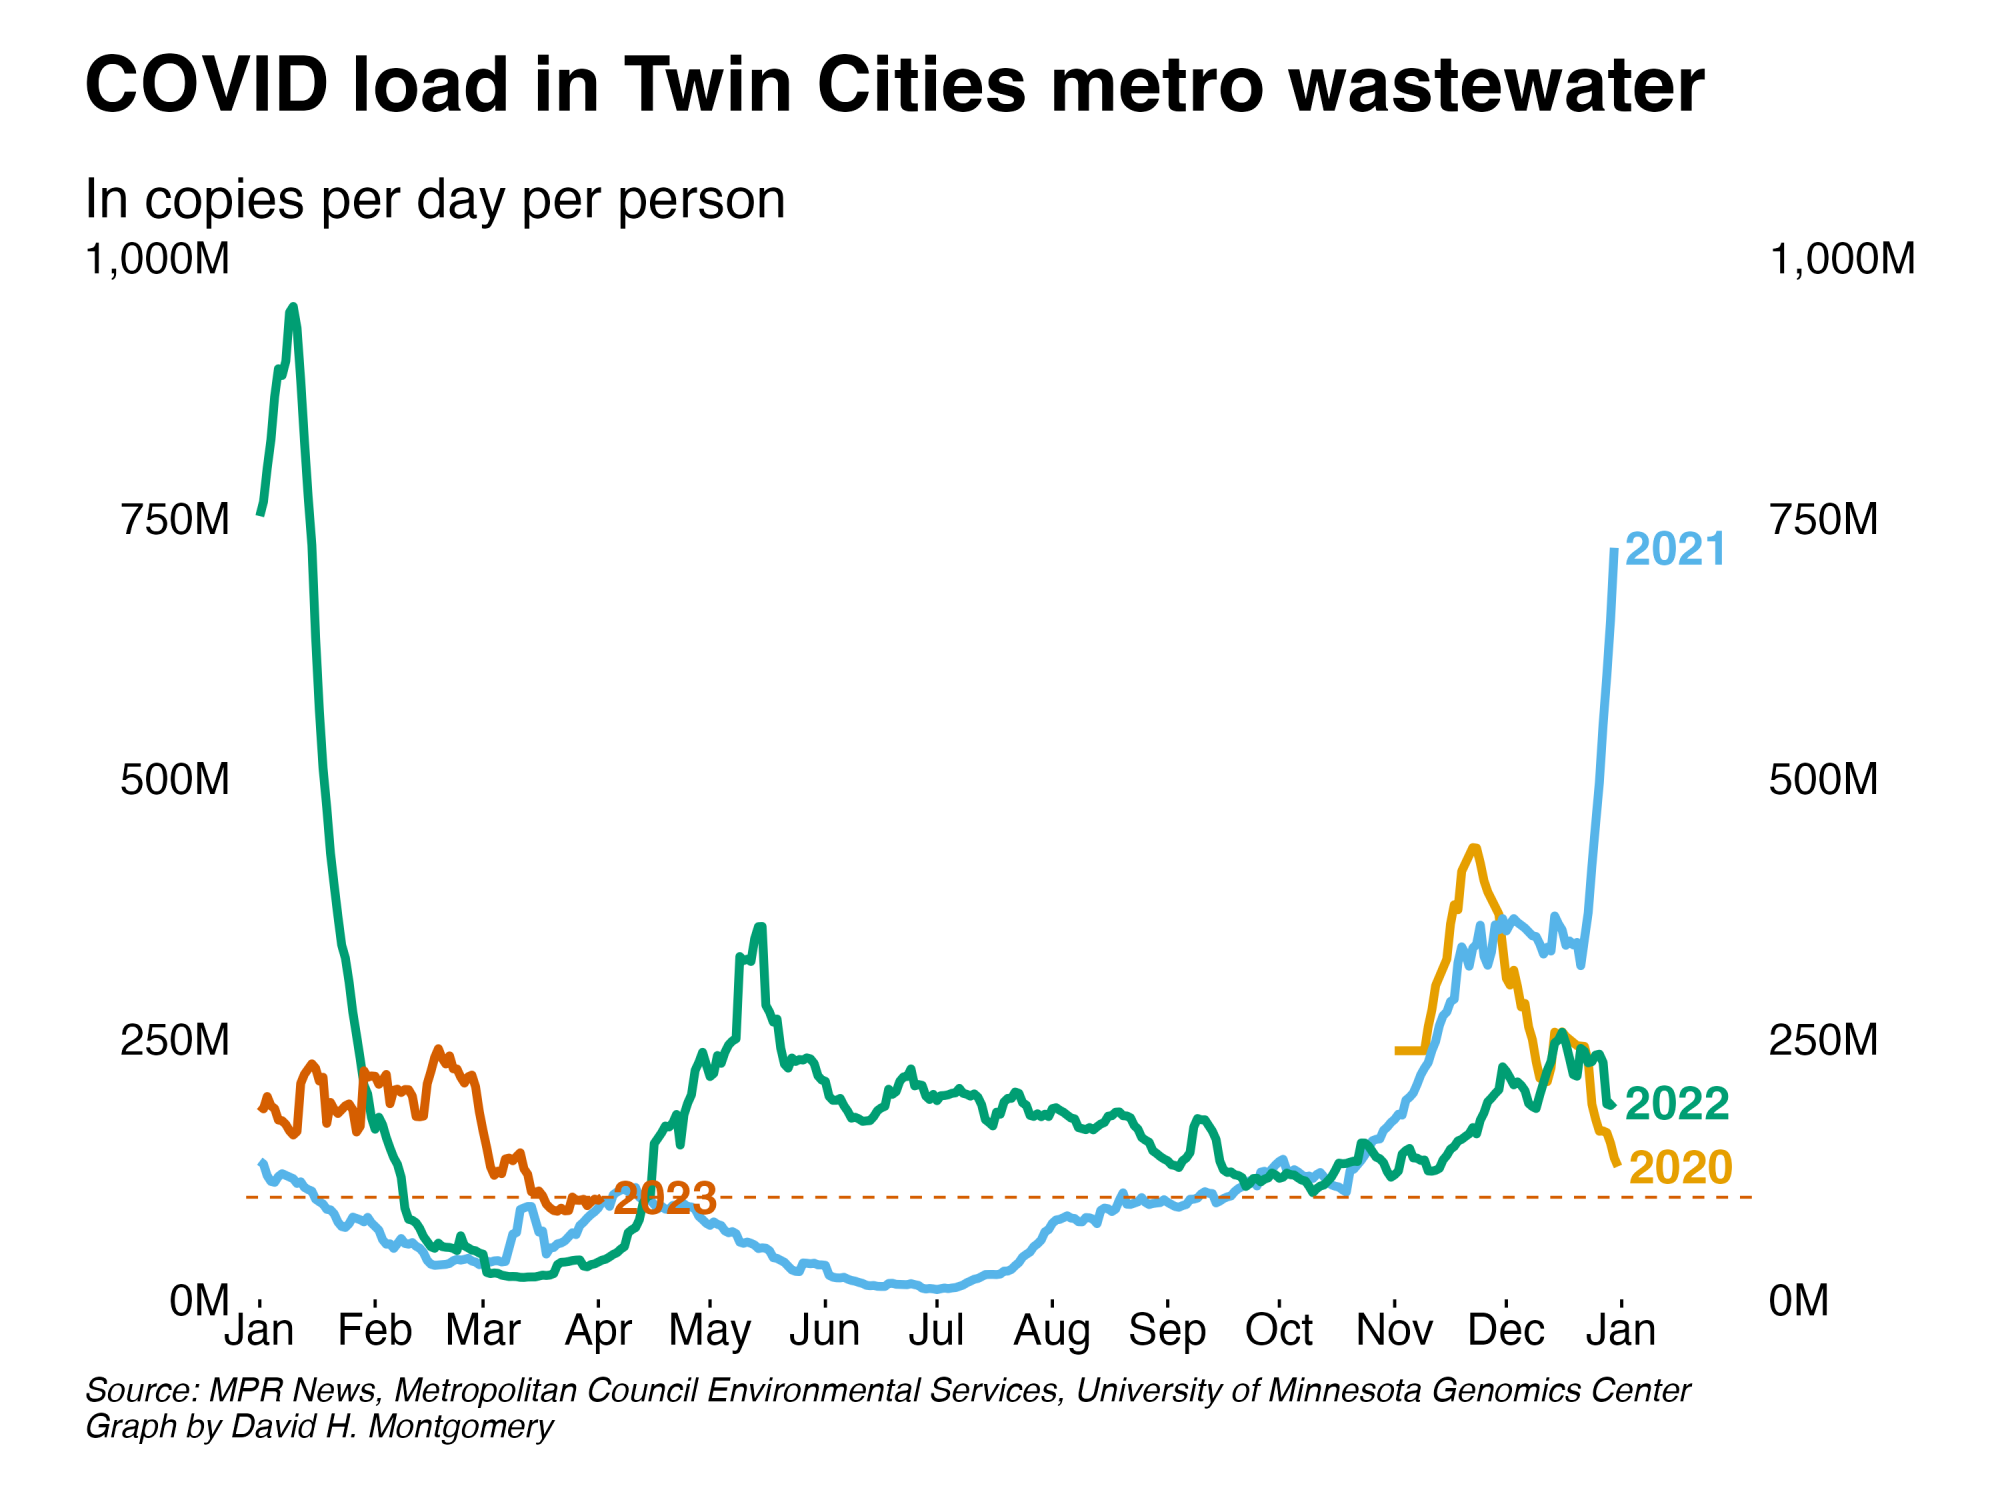 COVID load in Twin Cities metro wastewater
In copies per day per person
1,000M 1,000M
750M 750M
2021
500M 500M
250M 250M
2022
2020
2023
0M 0M
Jan Feb Mar Apr May Jun Jul Aug Sep Oct Nov Dec Jan
Source: MPR News, Metropolitan Council Environmental Services, University of Minnesota Genomics Center
Graph by David H. Montgomery